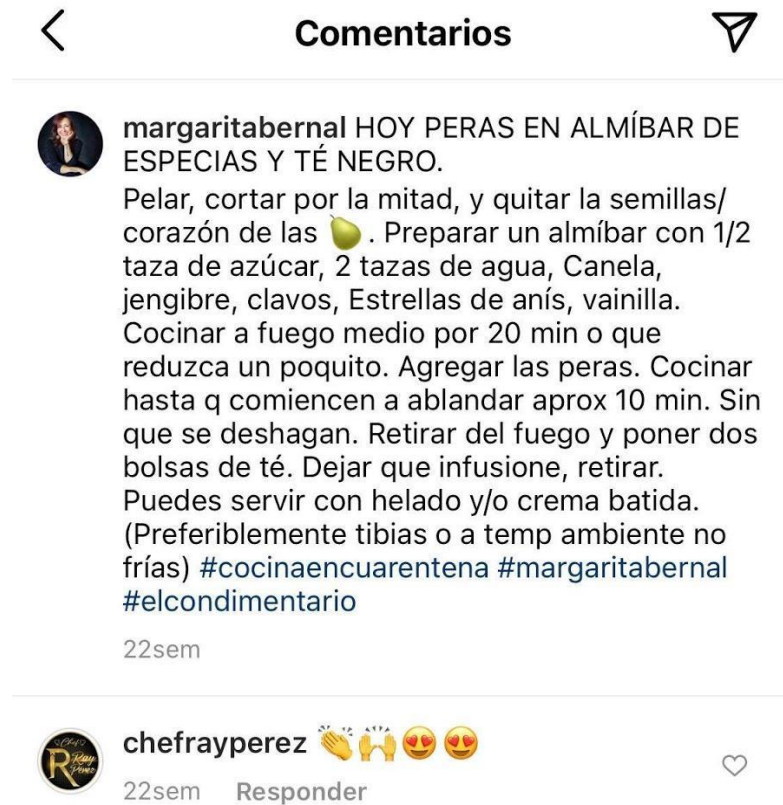 Comentarios
margaritabernal HOY PERAS EN ALMÍBAR DE
ESPECIAS Y TÉ NEGRO.
Pelar, cortar por la mitad, y quitar la semillas/
corazón de las 🍐. Preparar un almíbar con 1/2
taza de azúcar, 2 tazas de agua, Canela,
jengibre, clavos, Estrellas de anís, vainilla.
Cocinar a fuego medio por 20 min o que
reduzca un poquito. Agregar las peras. Cocinar
hasta q comiencen a ablandar aprox 10 min. Sin
que se deshagan. Retirar del fuego y poner dos
bolsas de té. Dejar que infusione, retirar.
Puedes servir con helado y/o crema batida.
(Preferiblemente tibias o a temp ambiente no
frías) #cocinaencuarentena #margaritabernal
#elcondimentario
22sem
chefrayperez 👏🙌😍😍
Chef
R Ray
Perez
22sem Responder